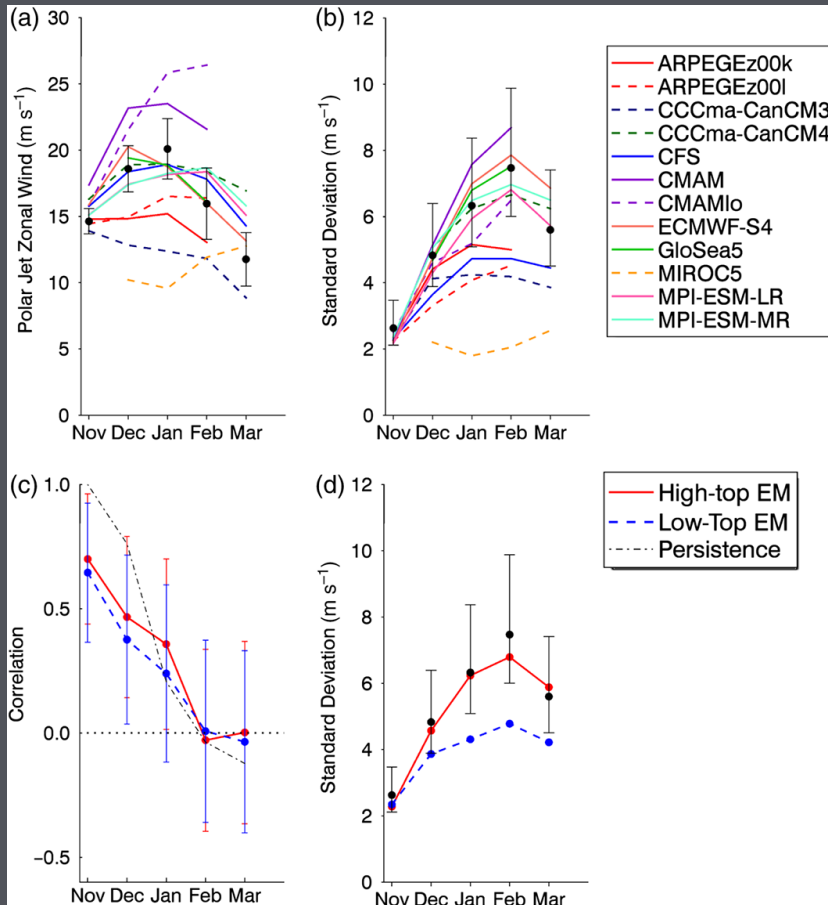 (a)
Polar Jet Zonal Wind (m s⁻¹)
30
25
20
15
10
5
0
Nov Dec Jan Feb Mar
(b)
Standard Deviation (m s⁻¹)
12
10
8
6
4
2
0
Nov Dec Jan Feb Mar
ARPEGEz00k
ARPEGEz00l
CCCma-CanCM3
CCCma-CanCM4
CFS
CMAM
CMAMlo
ECMWF-S4
GloSea5
MIROC5
MPI-ESM-LR
MPI-ESM-MR
(c)
Correlation
1.0
0.5
0.0
−0.5
Nov Dec Jan Feb Mar
(d)
Standard Deviation (m s⁻¹)
12
10
8
6
4
2
0
Nov Dec Jan Feb Mar
High-top EM
Low-Top EM
Persistence